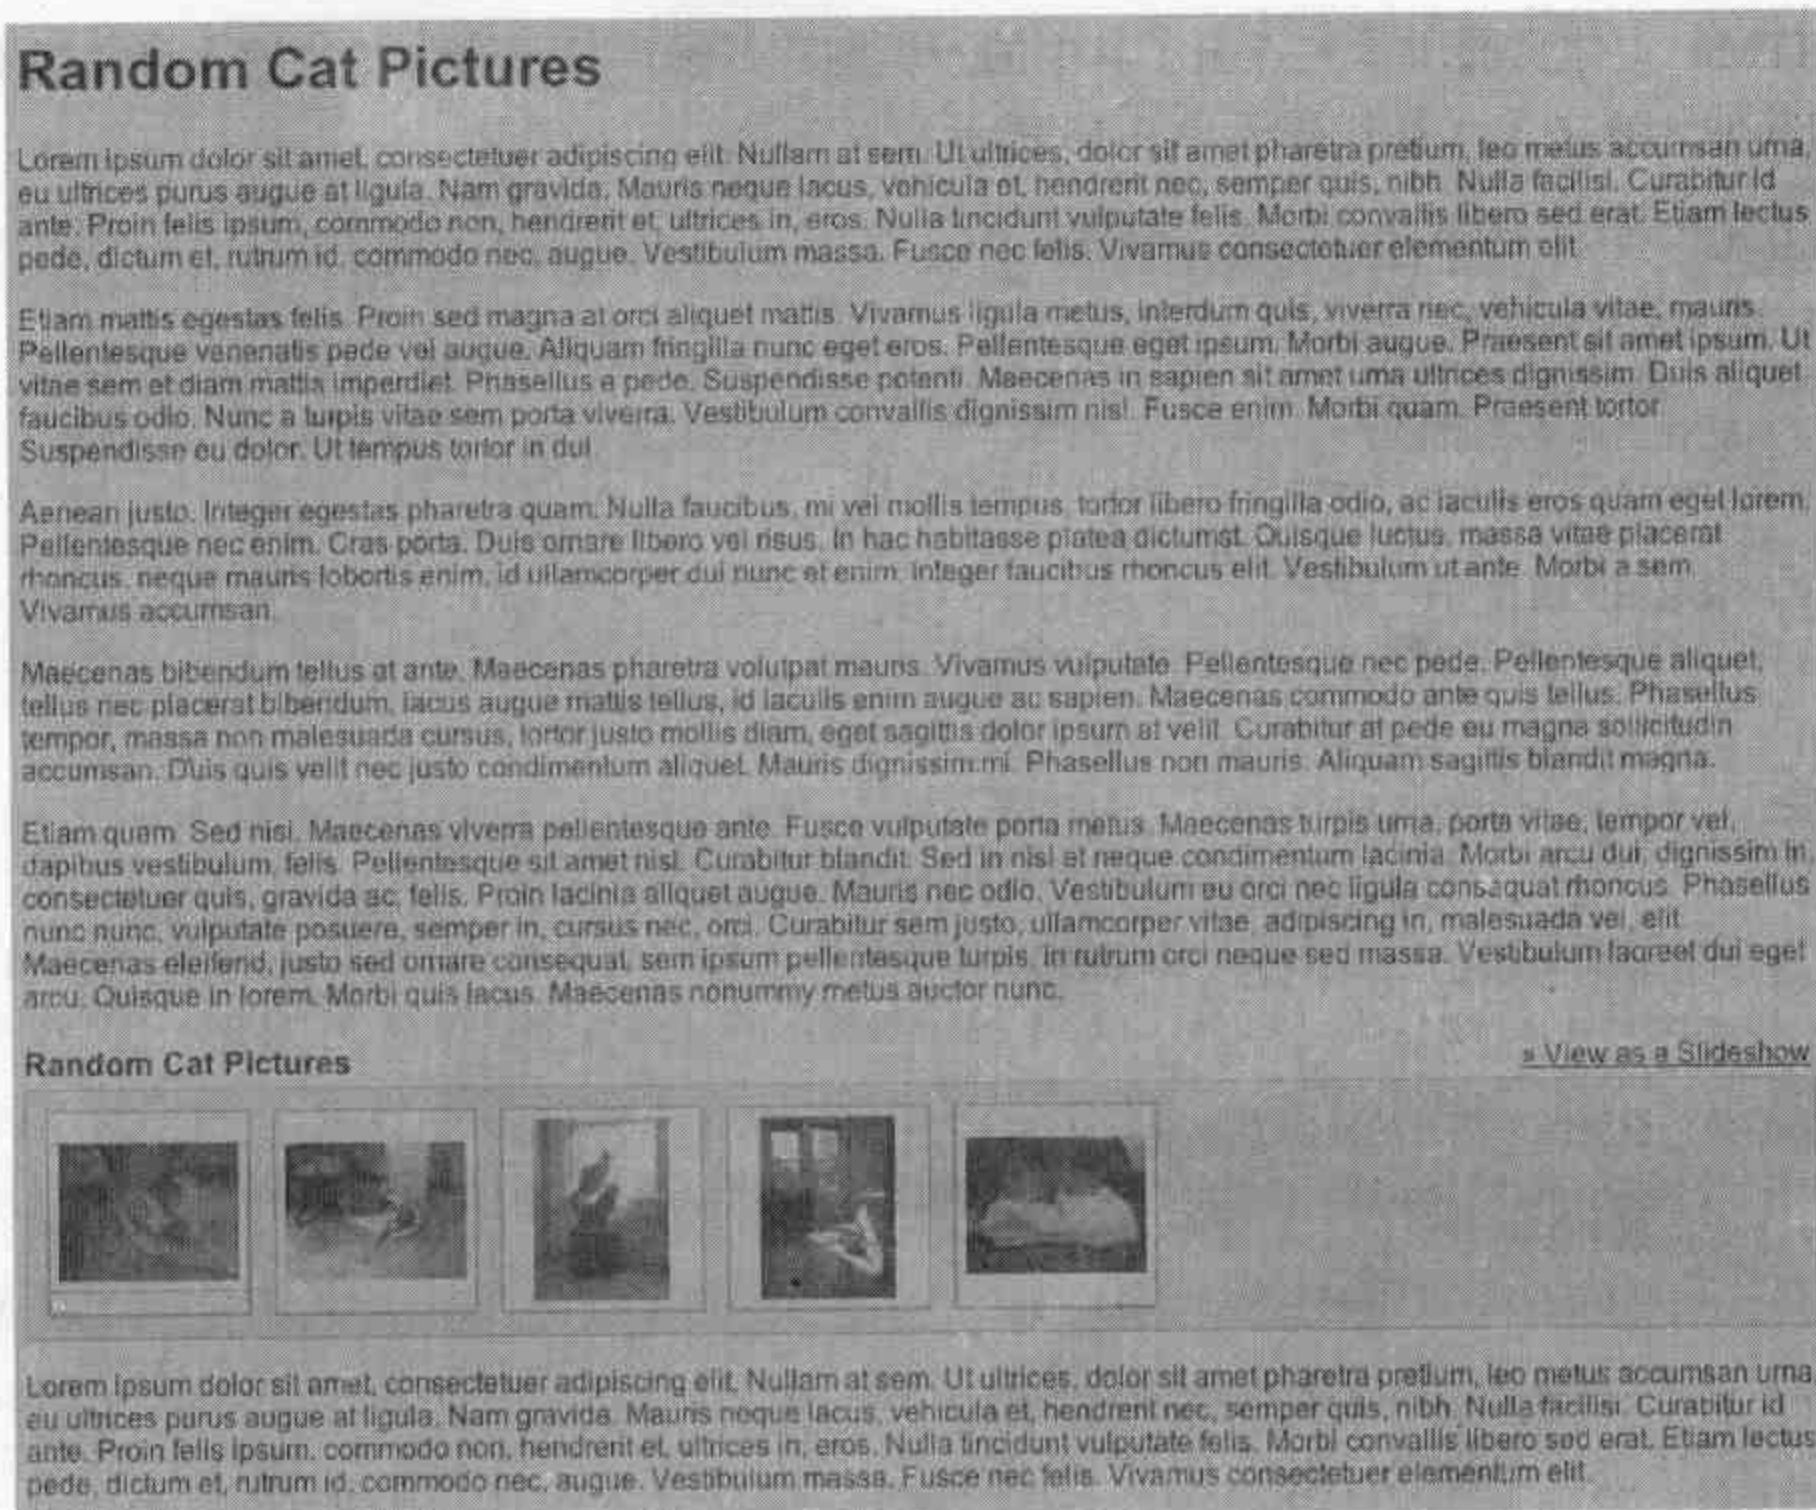 Random Cat Pictures
Lorem ipsum dolor sit amet, consectetuer adipiscing elit. Nullam at sem. Ut ultrices, dolor sit amet pharetra pretium, leo metus accumsan urna,
eu ultrices purus augue at ligula. Nam gravida. Mauris neque lacus, vehicula et, hendrerit nec, semper quis, nibh. Nulla facilisi. Curabitur id
ante. Proin felis ipsum, commodo non, hendrerit et, ultrices in, eros. Nulla tincidunt vulputate felis. Morbi convallis libero sed erat. Etiam lectus
pede, dictum et, rutrum id, commodo nec, augue. Vestibulum massa. Fusce nec felis. Vivamus consectetuer elementum elit.
Etiam mattis egestas felis. Proin sed magna at orci aliquet mattis. Vivamus ligula metus, interdum quis, viverra nec, vehicula vitae, mauris.
Pellentesque venenatis pede vel augue. Aliquam fringilla nunc eget eros. Pellentesque eget ipsum. Morbi augue. Praesent sit amet ipsum. Ut
vitae sem et diam mattis imperdiet. Phasellus a pede. Suspendisse potenti. Maecenas in sapien sit amet urna ultrices dignissim. Duis aliquet
faucibus odio. Nunc a turpis vitae sem porta viverra. Vestibulum convallis dignissim nisl. Fusce enim. Morbi quam. Praesent tortor.
Suspendisse eu dolor. Ut tempus tortor in dui.
Aenean justo. Integer egestas pharetra quam. Nulla faucibus, mi vel mollis tempus, tortor libero fringilla odio, ac iaculis eros quam eget lorem.
Pellentesque nec enim. Cras porta. Duis ornare libero vel risus. In hac habitasse platea dictumst. Quisque luctus, massa vitae placerat
rhoncus, neque mauris lobortis enim, id ullamcorper dui nunc et enim. Integer faucibus rhoncus elit. Vestibulum ut ante. Morbi a sem.
Vivamus accumsan.
Maecenas bibendum tellus at ante. Maecenas pharetra volutpat mauris. Vivamus vulputate. Pellentesque nec pede. Pellentesque aliquet,
tellus nec placerat bibendum, lacus augue mattis tellus, id iaculis enim augue ac sapien. Maecenas commodo ante quis tellus. Phasellus
tempor, massa non malesuada cursus, tortor justo mollis diam, eget sagittis dolor ipsum at velit. Curabitur at pede eu magna sollicitudin
accumsan. Duis quis velit nec justo condimentum aliquet. Mauris dignissim mi. Phasellus non mauris. Aliquam sagittis blandit magna.
Etiam quam. Sed nisi. Maecenas viverra pellentesque ante. Fusce vulputate porta metus. Maecenas turpis urna, porta vitae, tempor vel,
dapibus vestibulum, felis. Pellentesque sit amet nisl. Curabitur blandit. Sed in nisl at neque condimentum lacinia. Morbi arcu dui, dignissim in,
consectetuer quis, gravida ac, felis. Proin lacinia aliquet augue. Mauris nec odio. Vestibulum eu orci nec ligula consequat rhoncus. Phasellus
nunc nunc, vulputate posuere, semper in, cursus nec, orci. Curabitur sem justo, ullamcorper vitae, adipiscing in, malesuada vel, elit.
Maecenas eleifend, justo sed ornare consequat, sem ipsum pellentesque turpis, in rutrum orci neque sed massa. Vestibulum laoreet dui eget
arcu. Quisque in lorem. Morbi quis lacus. Maecenas nonummy metus auctor nunc.
Random Cat Pictures
» View as a Slideshow
Lorem ipsum dolor sit amet, consectetuer adipiscing elit. Nullam at sem. Ut ultrices, dolor sit amet pharetra pretium, leo metus accumsan urna
eu ultrices purus augue at ligula. Nam gravida. Mauris neque lacus, vehicula et, hendrerit nec, semper quis, nibh. Nulla facilisi. Curabitur id
ante. Proin felis ipsum, commodo non, hendrerit et, ultrices in, eros. Nulla tincidunt vulputate felis. Morbi convallis libero sed erat. Etiam lectus
pede, dictum et, rutrum id, commodo nec, augue. Vestibulum massa. Fusce nec felis. Vivamus consectetuer elementum elit.